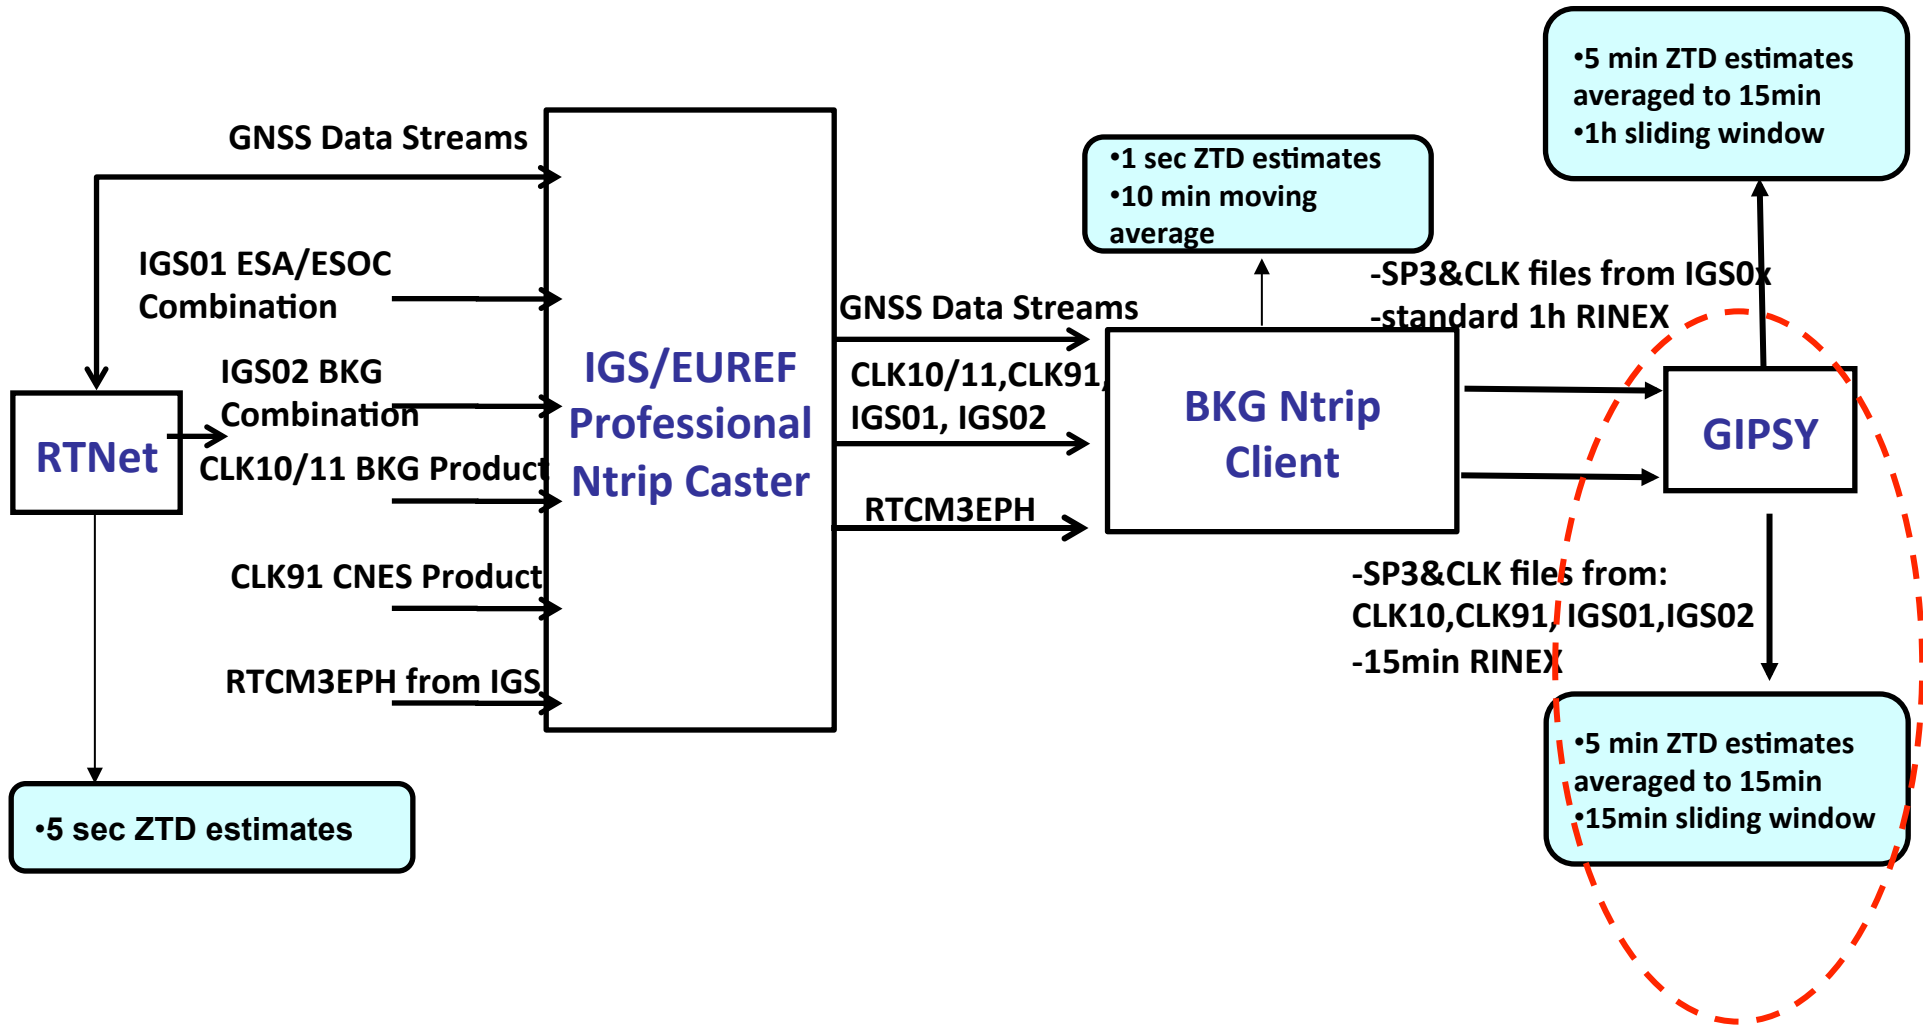 •5 min ZTD estimates
averaged to 15min
•1h sliding window
GNSS Data Streams
•1 sec ZTD estimates
•10 min moving
average
IGS01 ESA/ESOC
Combination
-SP3&CLK files from IGS0x
-standard 1h RINEX
GNSS Data Streams
IGS02 BKG
Combination
IGS/EUREF
Professional
Ntrip Caster
CLK10/11,CLK91,
IGS01, IGS02
BKG Ntrip
Client
GIPSY
RTNet
CLK10/11 BKG Product
RTCM3EPH
CLK91 CNES Product
-SP3&CLK files from:
CLK10,CLK91, IGS01,IGS02
-15min RINEX
RTCM3EPH from IGS
•5 min ZTD estimates
averaged to 15min
•15min sliding window
•5 sec ZTD estimates